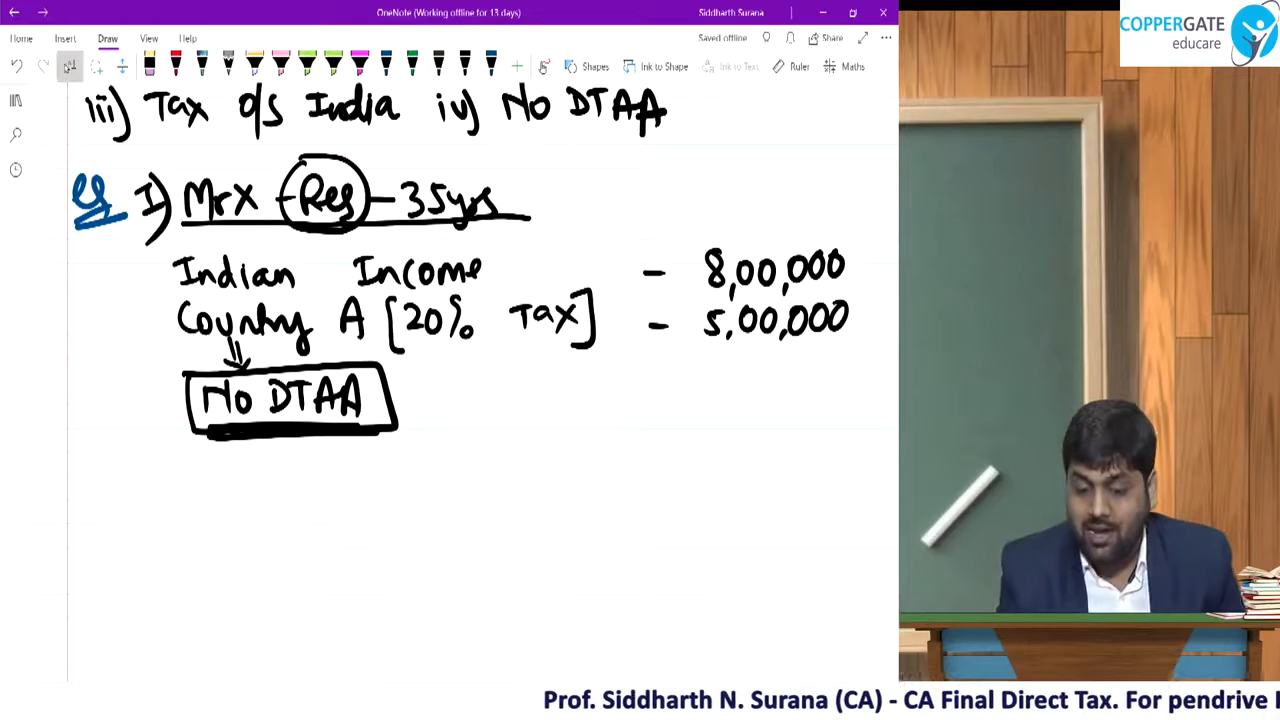 OneNote (Working offline for 13 days)
Siddharth Surana
COPPERGATE
educare
Home Insert Draw View Help
Saved offline
Share
Shapes
Ink to Shape
Ink to Text
Ruler
Maths
iii) Tax o/s India iv) No DTAA
Eg I) Mr X - Res - 35yrs
Indian Income - 8,00,000
Country A [20% Tax] - 5,00,000
No DTAA
Prof. Siddharth N. Surana (CA) - CA Final Direct Tax. For pendrive